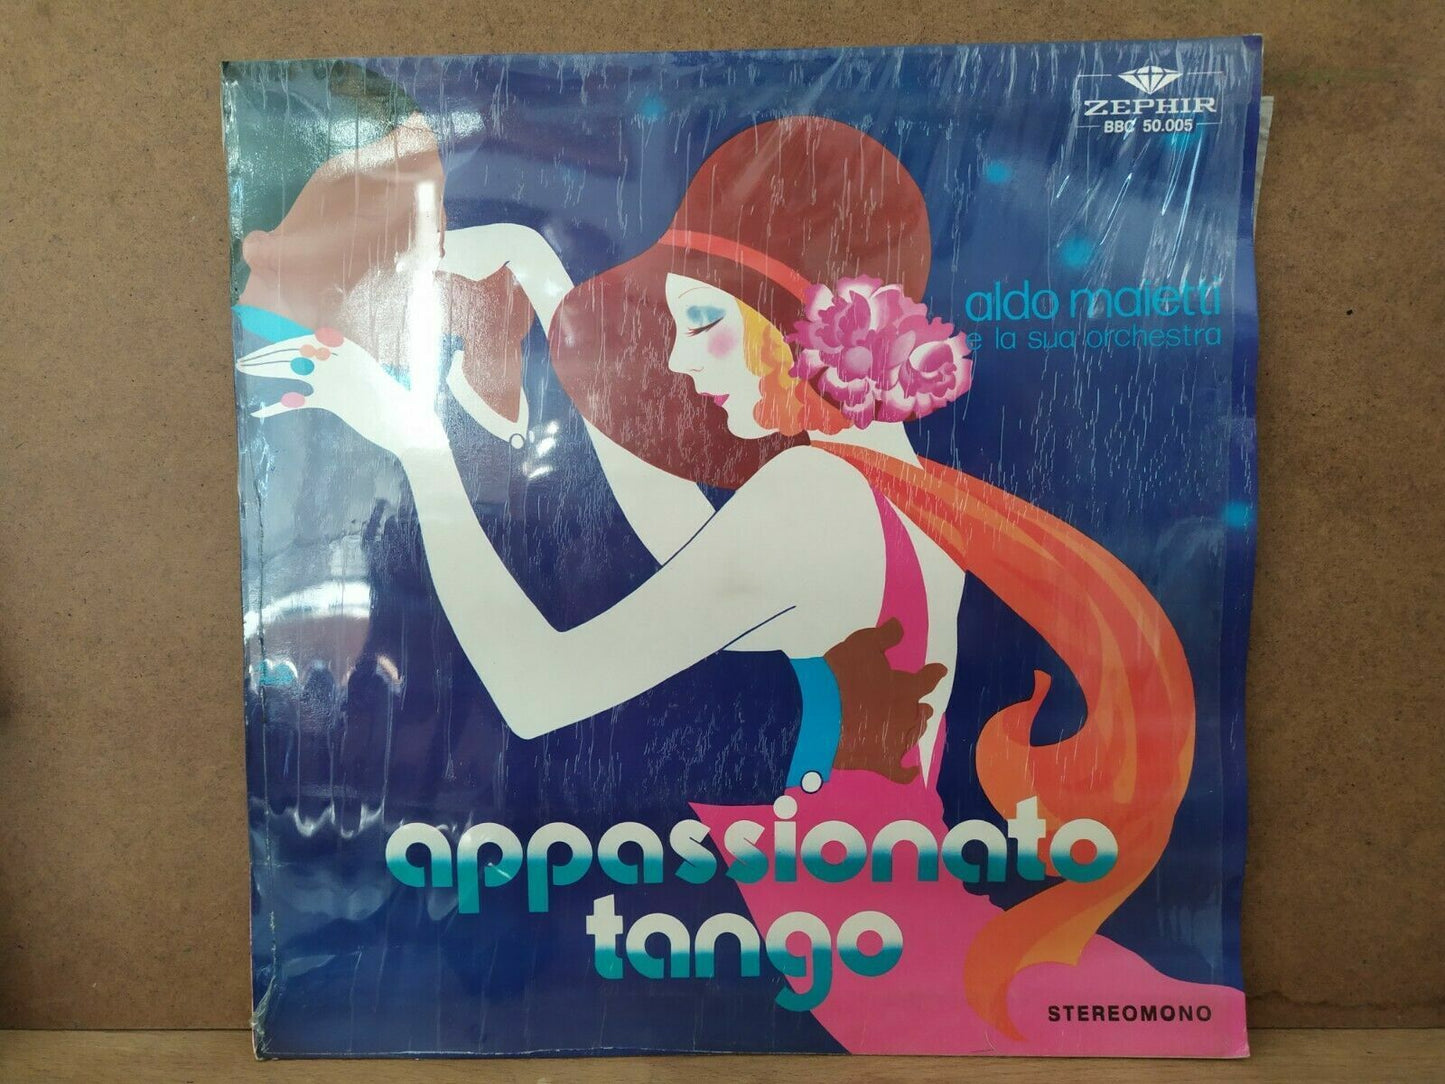 ZEPHIR
BBC 50.005
aldo maietti
e la sua orchestra
appassionato
tango
STEREOMONO